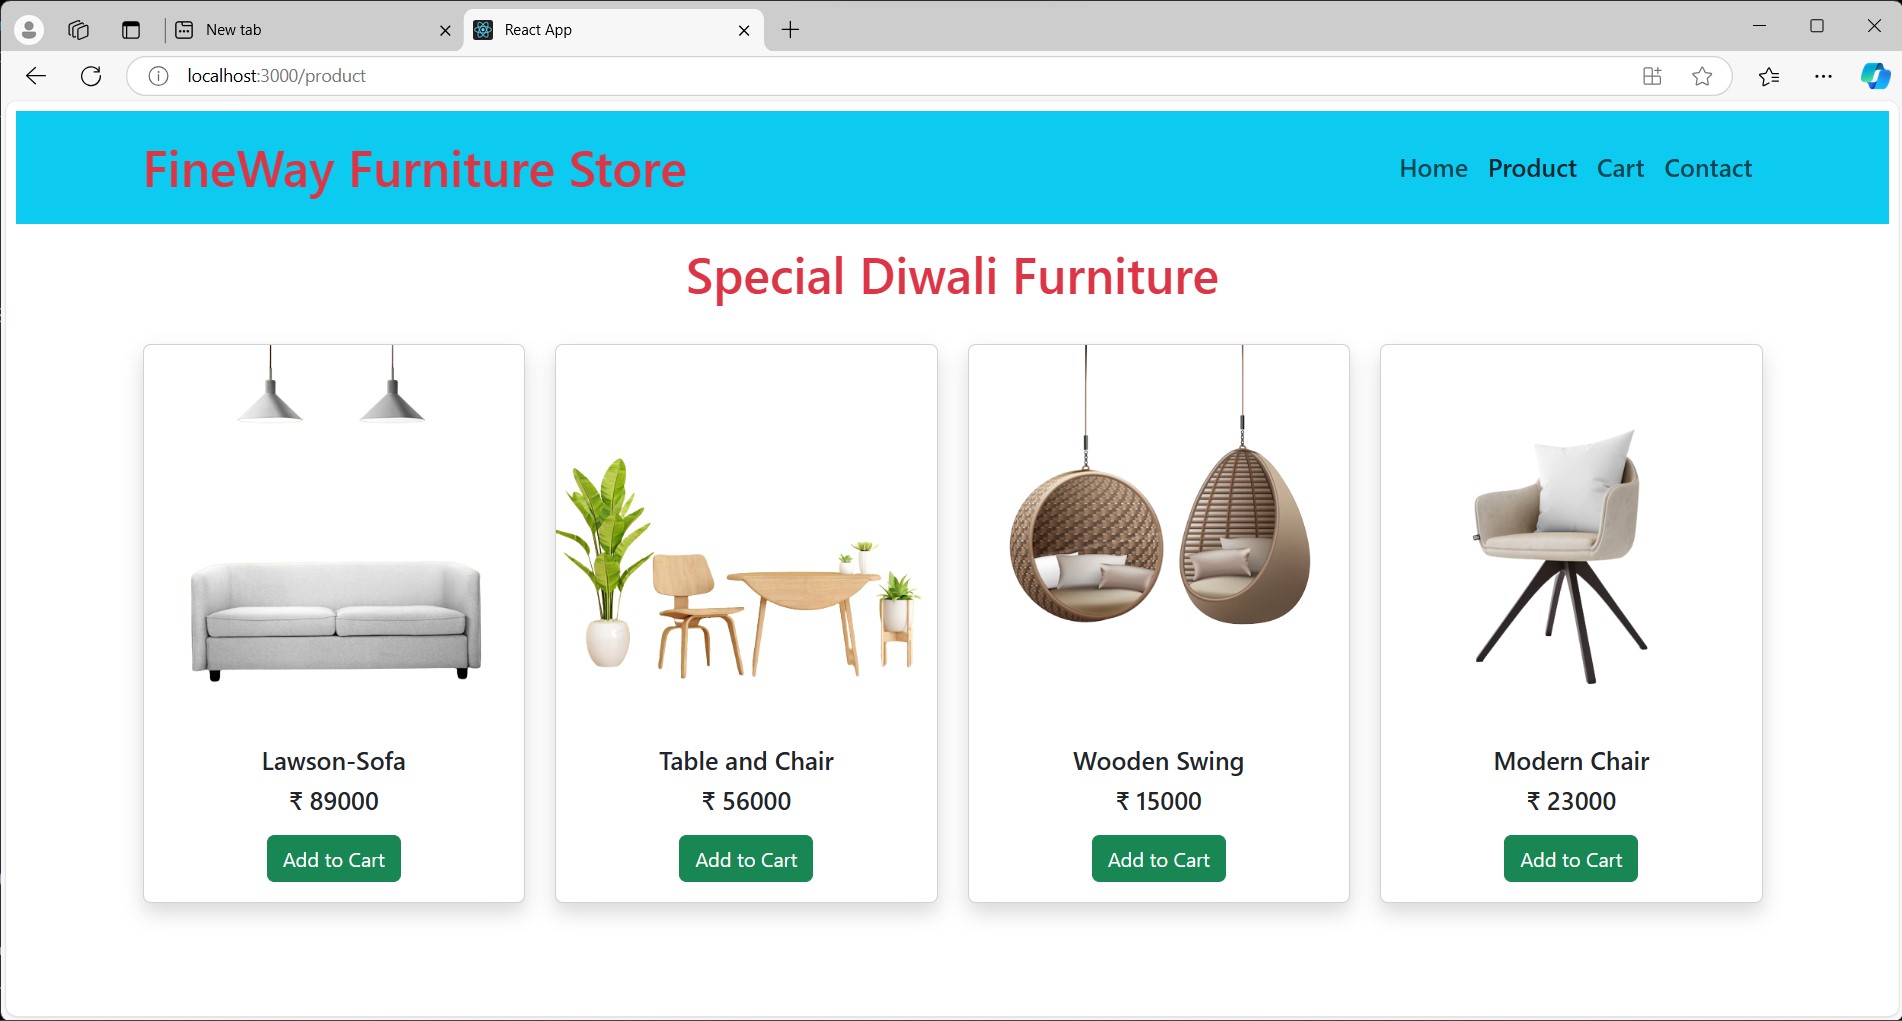 New tab
React App
localhost:3000/product
FineWay Furniture Store
Home Product Cart Contact
Special Diwali Furniture
Lawson-Sofa
₹ 89000
Add to Cart
Table and Chair
₹ 56000
Add to Cart
Wooden Swing
₹ 15000
Add to Cart
Modern Chair
₹ 23000
Add to Cart